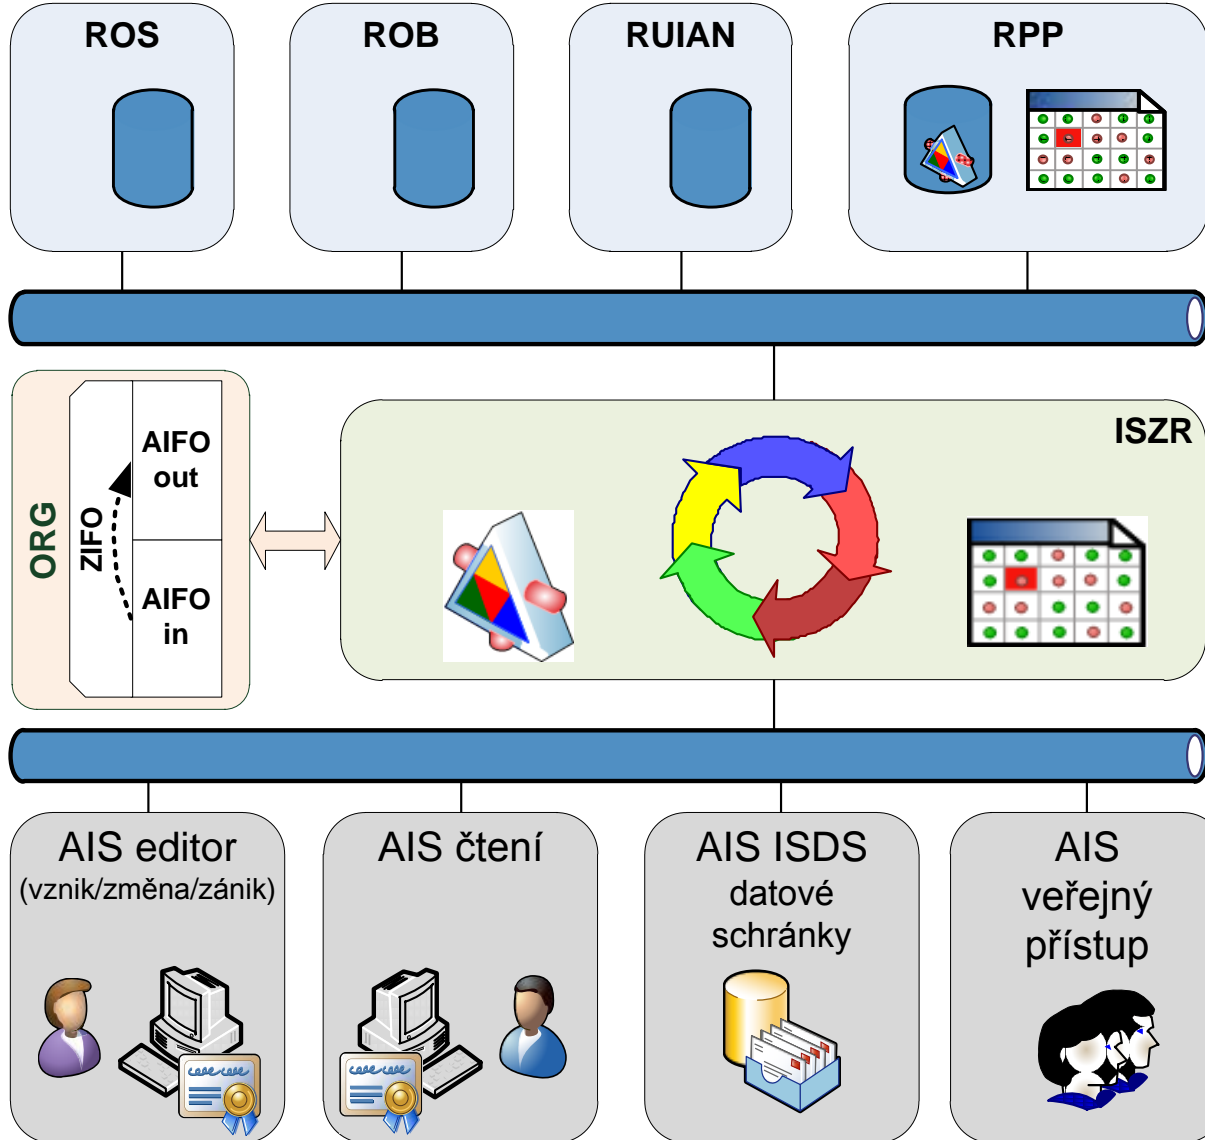 ROS
ROB
RUIAN
RPP
ORG
ZIFO
AIFO
out
AIFO
in
ISZR
AIS editor
(vznik/změna/zánik)
AIS čtení
AIS ISDS
datové
schránky
AIS
veřejný
přístup